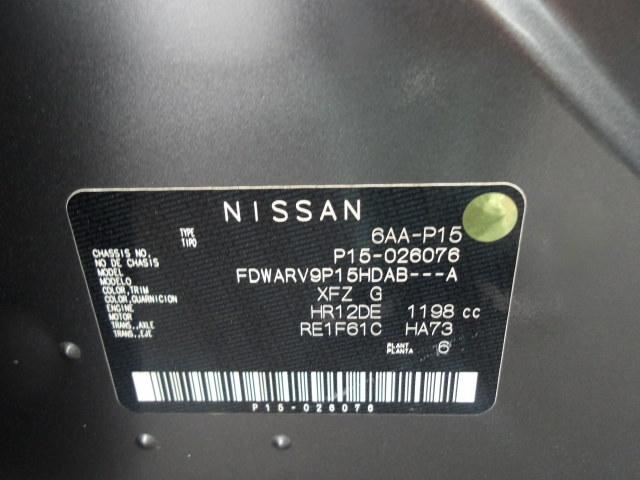 NISSAN
TYPE
TIPO 6AA-P15
CHASSIS NO.
NO DE CHASSIS P15-026076
MODEL
MODELO FDWARV9P15HDAB---A
COLOR,TRIM
COLOR,GUARNICION XFZ G
ENGINE
MOTOR HR12DE 1198 cc
TRANS.,AXLE
TRANS.,EJE RE1F61C HA73
PLANT
PLANTA 6
P15-026076